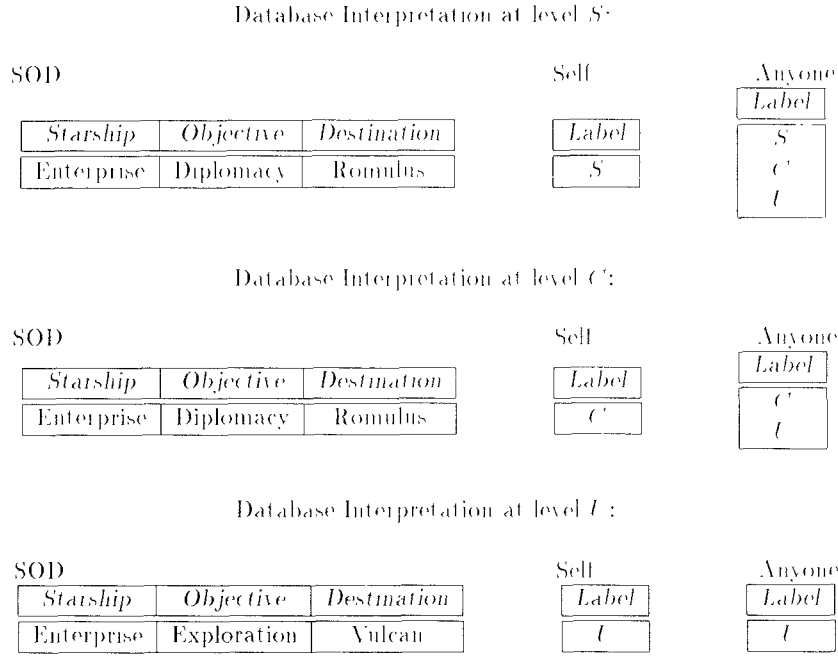 Database Interpretation at level S:
SOD Self Anyone
Label
Starship Objective Destination Label
S
Enterprise Diplomacy Romulus S
C
U
Database Interpretation at level C:
SOD Self Anyone
Label
Starship Objective Destination Label
C
Enterprise Diplomacy Romulus C
U
Database Interpretation at level U:
SOD Self Anyone
Starship Objective Destination Label Label
Enterprise Exploration Vulcan U U